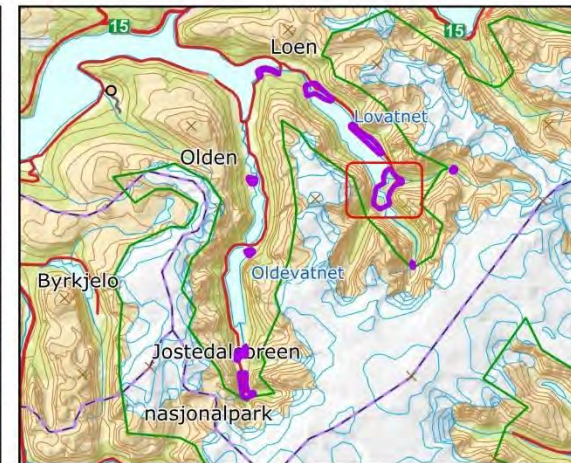 15
15
Loen
Lovatnet
Olden
Oldevatnet
Byrkjelo
Jostedalsbreen
nasjonalpark